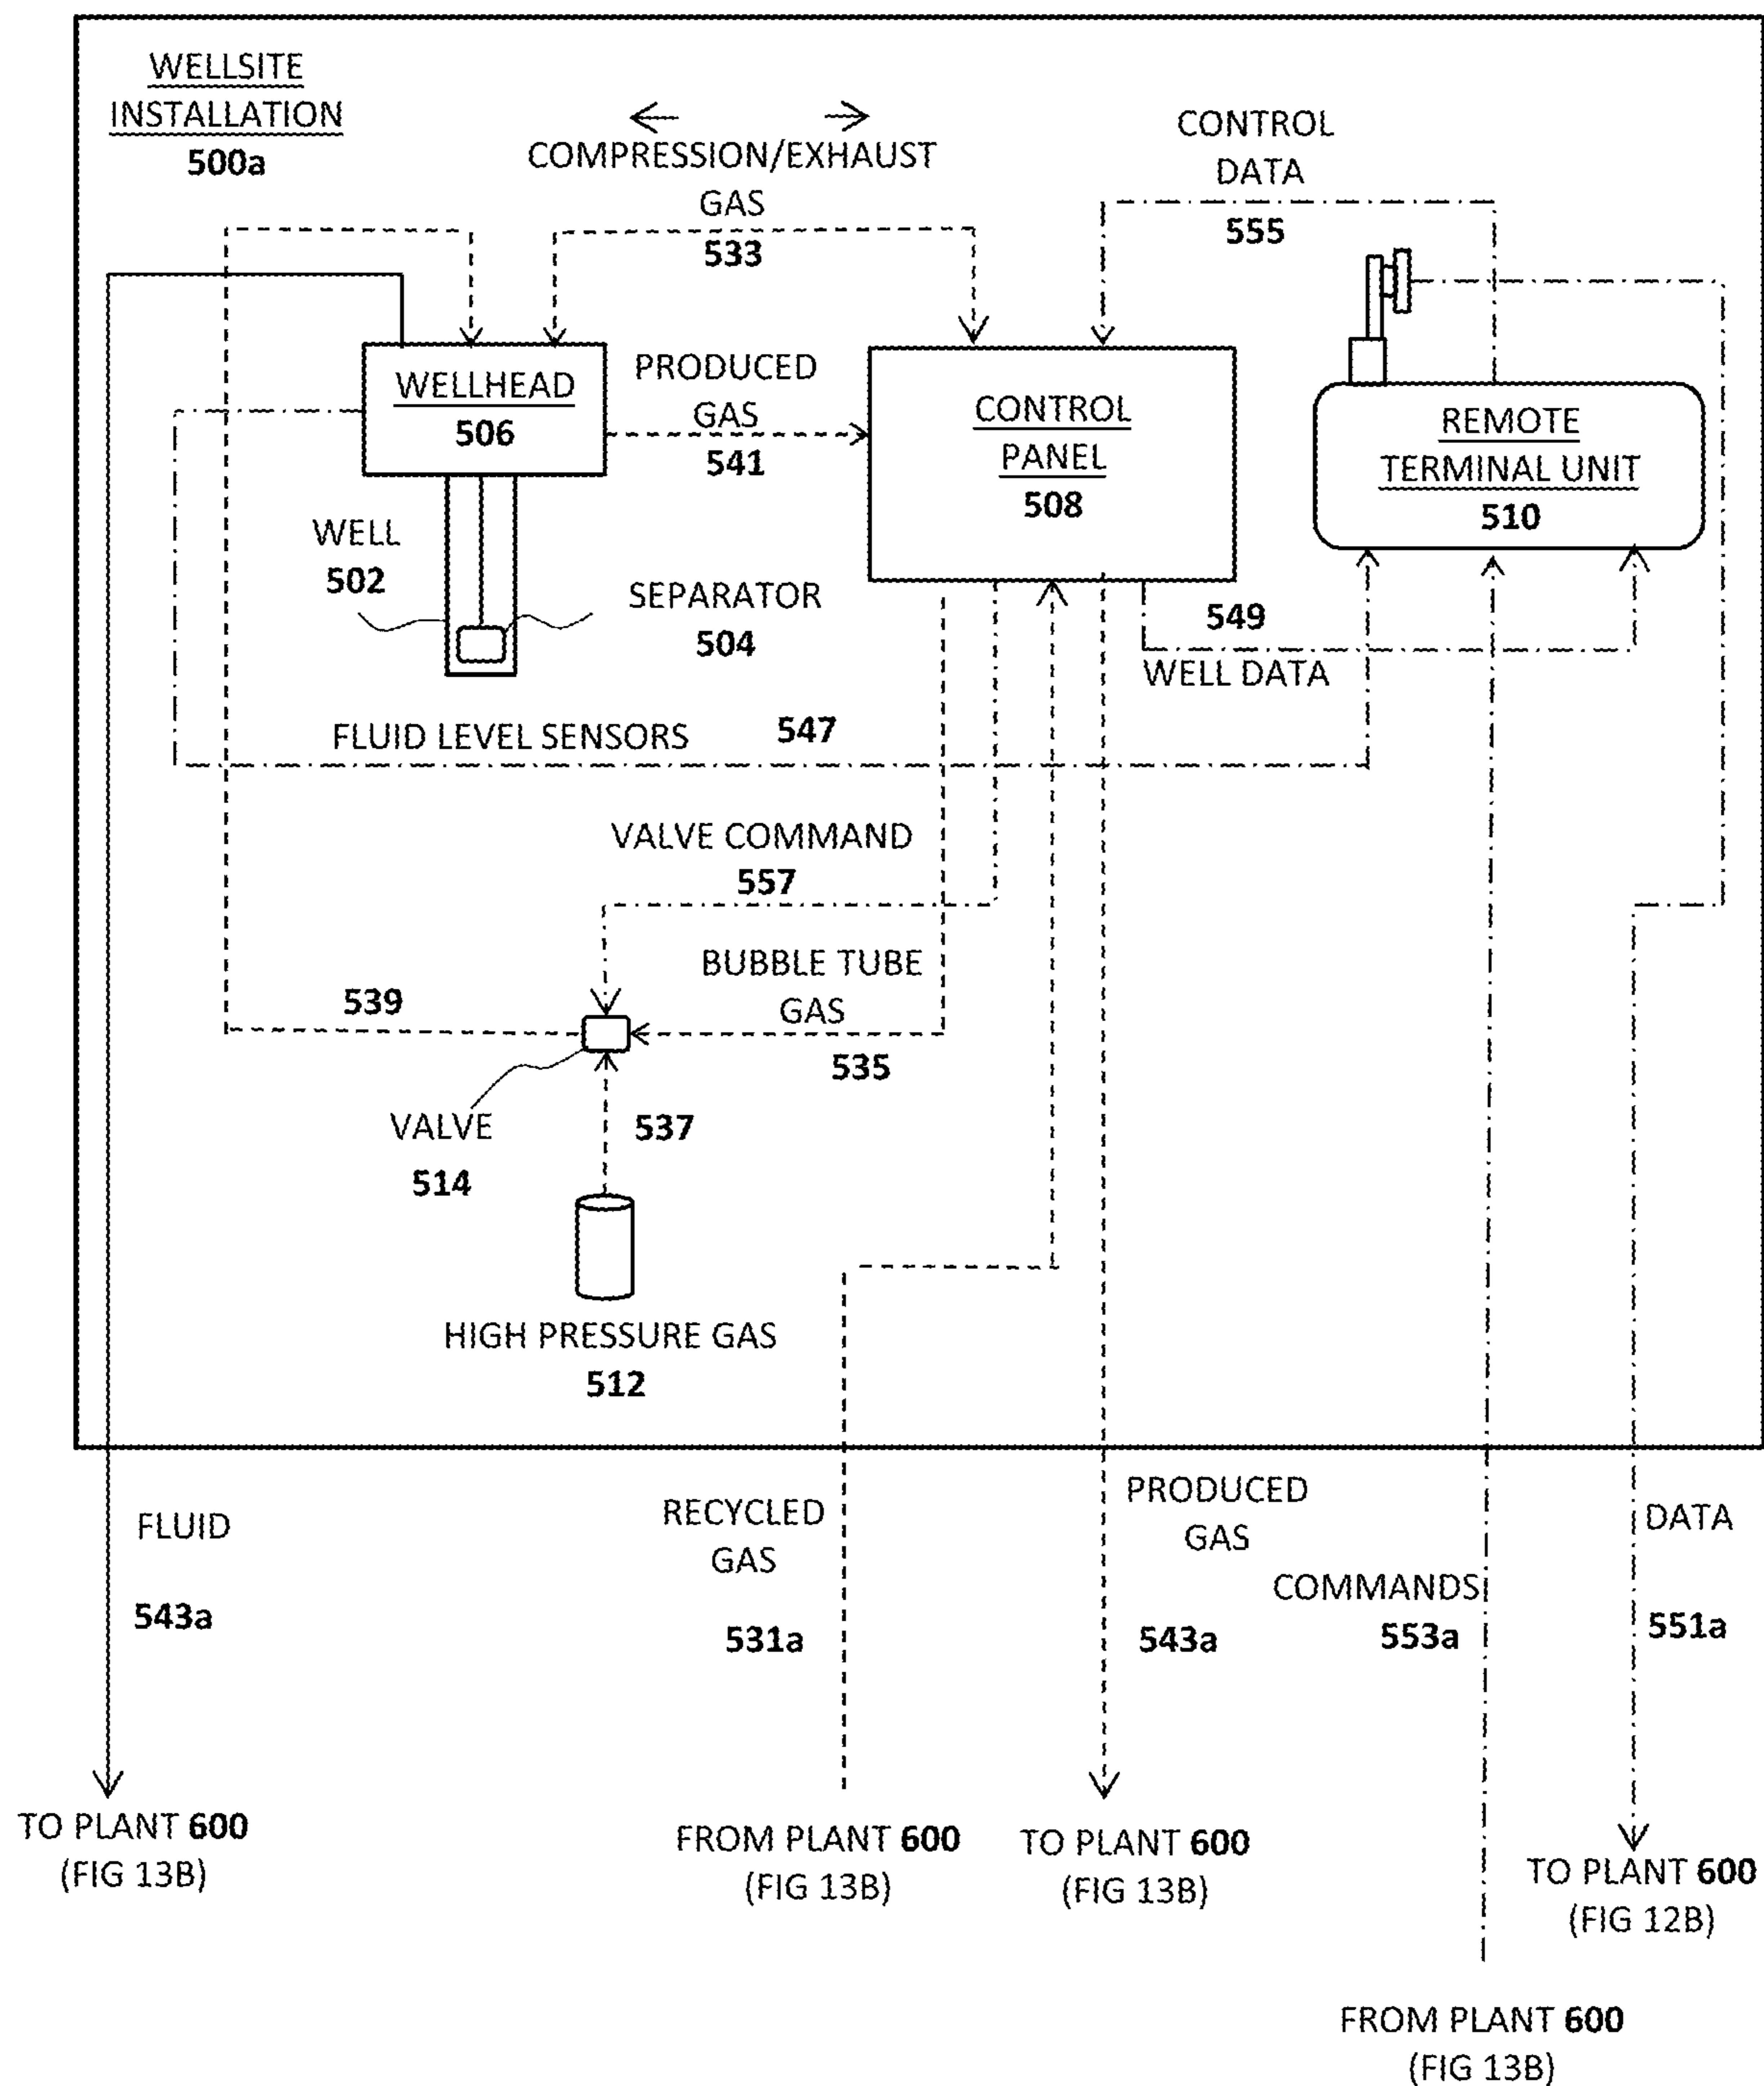 WELLSITE
INSTALLATION
500a
COMPRESSION/EXHAUST
GAS
533
CONTROL
DATA
555
WELLHEAD
506
PRODUCED
GAS
541
CONTROL
PANEL
508
REMOTE
TERMINAL UNIT
510
WELL
502
SEPARATOR
504
549
WELL DATA
FLUID LEVEL SENSORS 547
VALVE COMMAND
557
BUBBLE TUBE
GAS
535
539
VALVE
514
537
HIGH PRESSURE GAS
512
FLUID
543a
RECYCLED
GAS
531a
PRODUCED
GAS
543a
COMMANDS
553a
DATA
551a
TO PLANT 600
(FIG 13B)
FROM PLANT 600
(FIG 13B)
TO PLANT 600
(FIG 13B)
TO PLANT 600
(FIG 12B)
FROM PLANT 600
(FIG 13B)